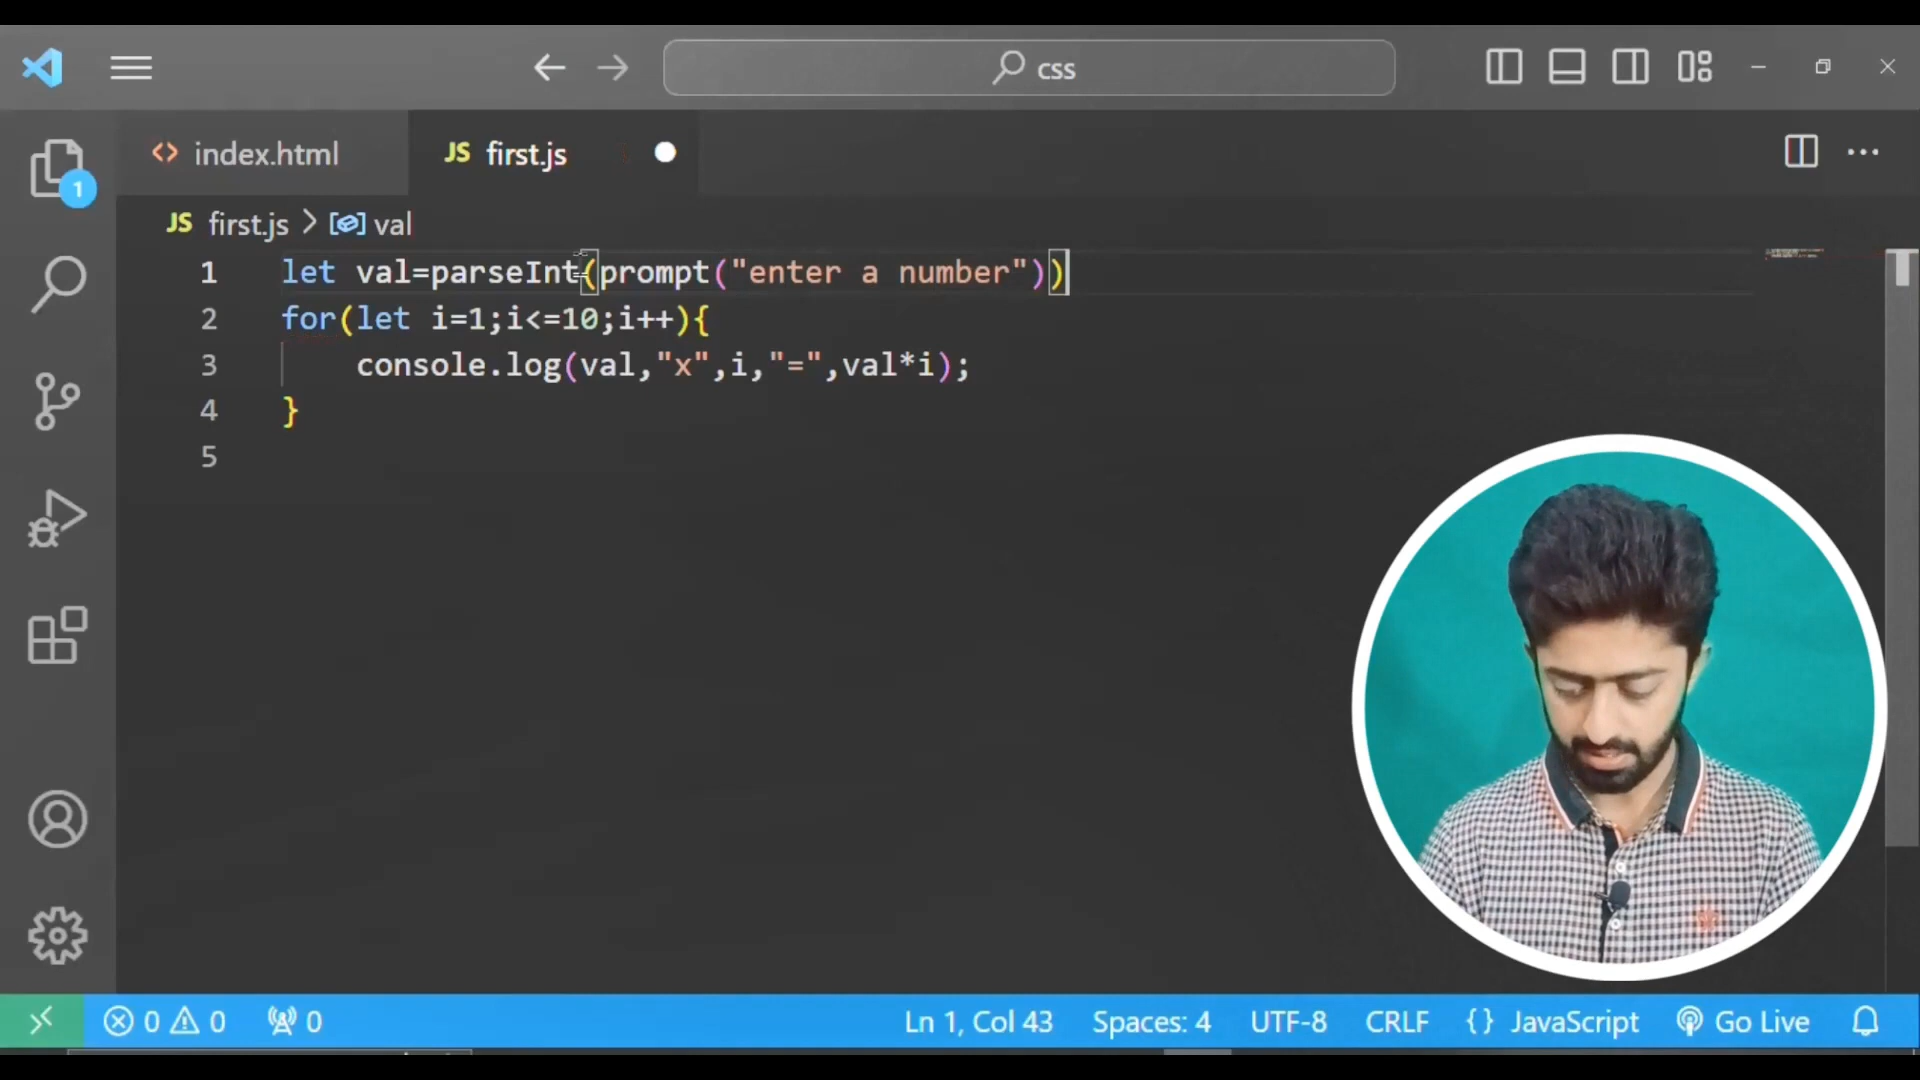 css
index.html
JS first.js
JS first.js > val
1 let val=parseInt(prompt("enter a number"))
2 for(let i=1;i<=10;i++){
3 console.log(val,"x",i,"=",val*i);
4 }
5
1
0 0 0 Ln 1, Col 43 Spaces: 4 UTF-8 CRLF {} JavaScript Go Live